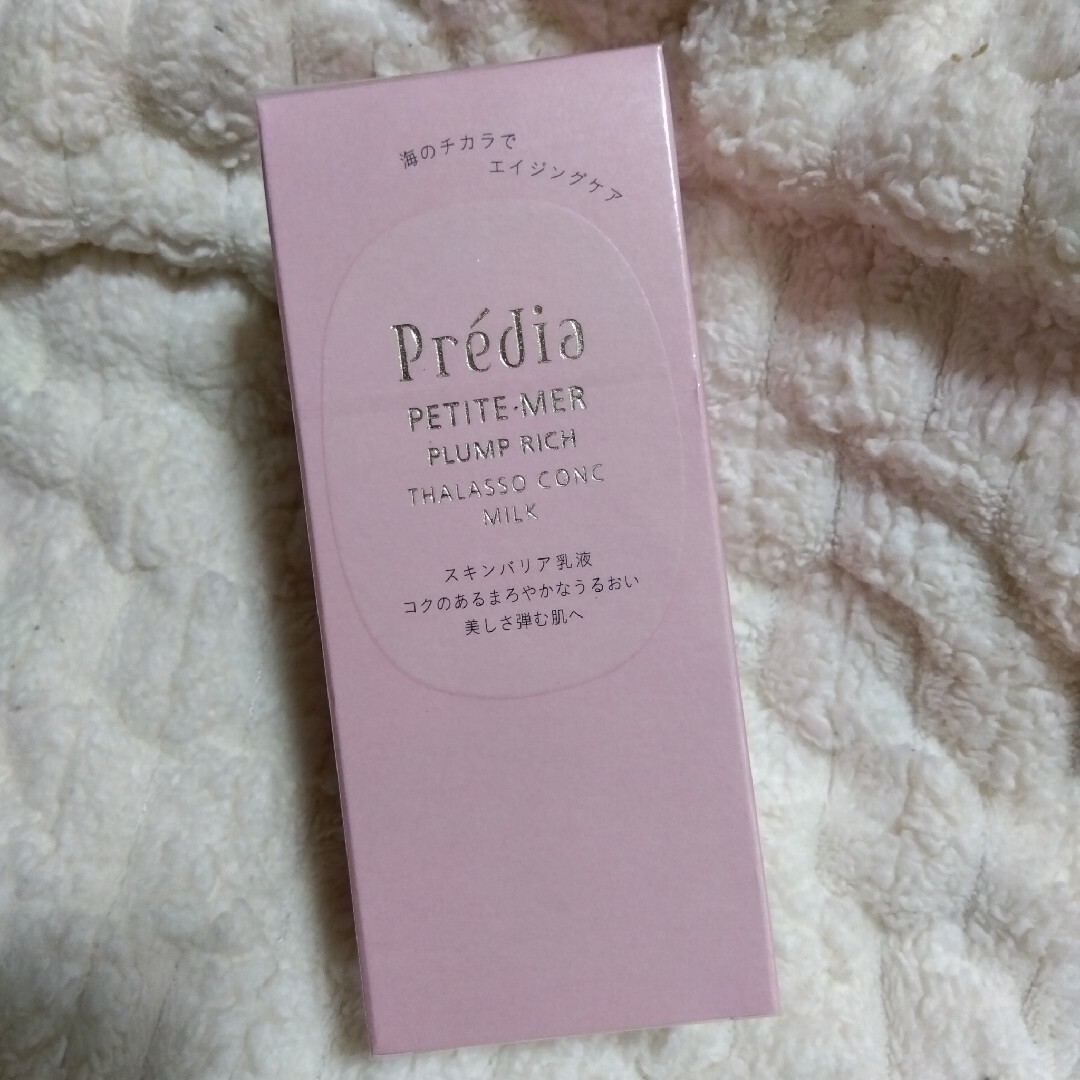 海のチカラで
エイジングケア
Prédia
PETITE·MER
PLUMP RICH
THALASSO CONC
MILK
スキンバリア乳液
コクのあるまろやかなうるおい
美しさ弾む肌へ